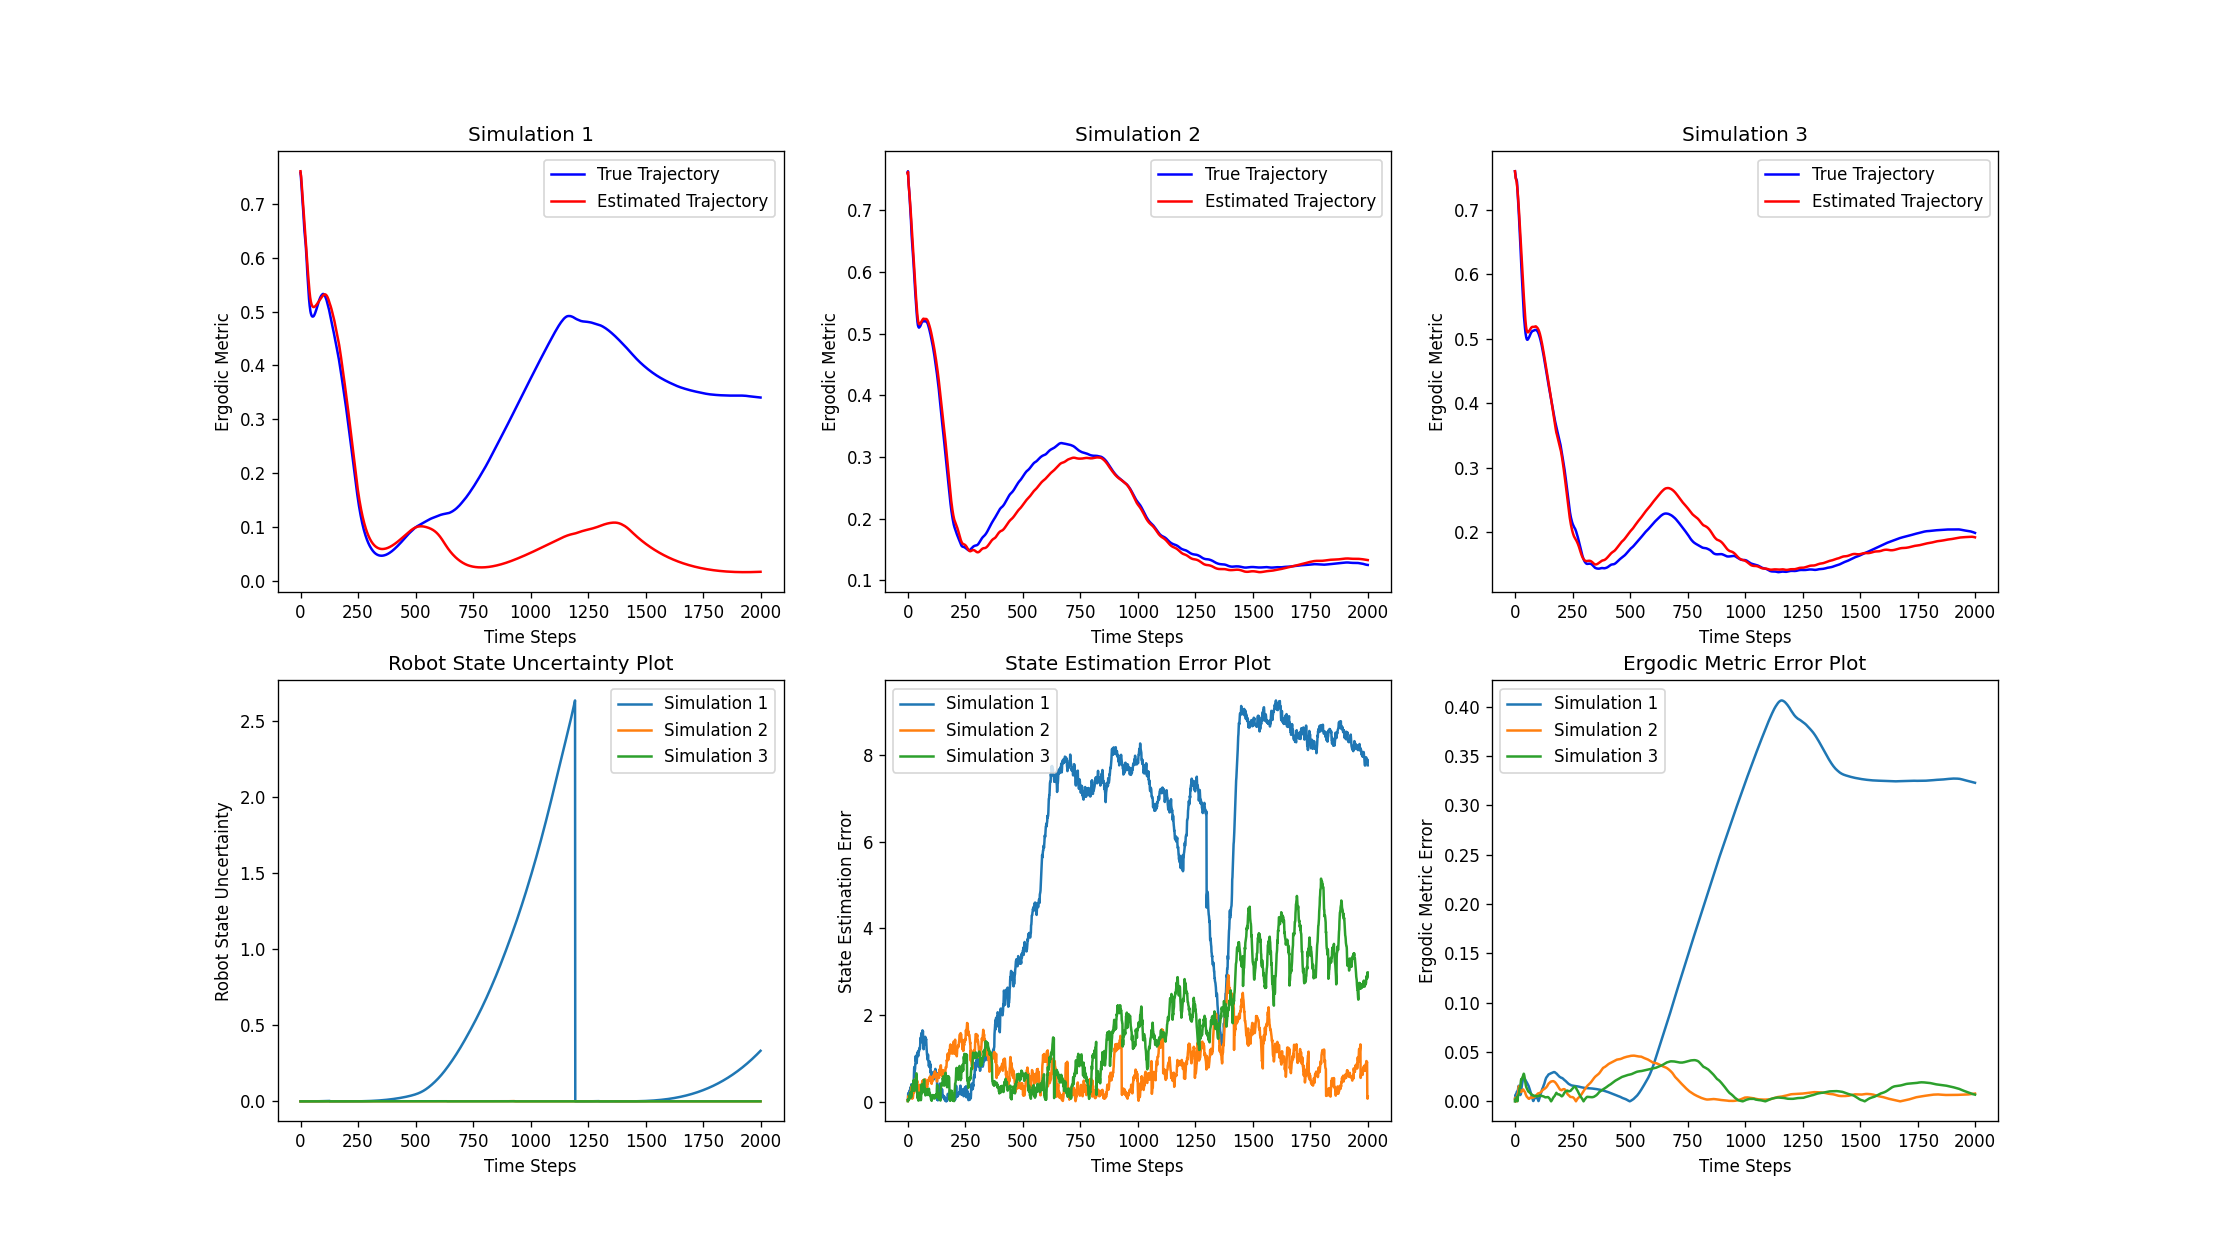 Simulation 1
Simulation 2
Simulation 3
True Trajectory
Estimated Trajectory
True Trajectory
Estimated Trajectory
True Trajectory
Estimated Trajectory
Ergodic Metric
0.7
0.6
0.5
0.4
0.3
0.2
0.1
0.0
0 250 500 750 1000 1250 1500 1750 2000
Time Steps
Ergodic Metric
0.7
0.6
0.5
0.4
0.3
0.2
0.1
0 250 500 750 1000 1250 1500 1750 2000
Time Steps
Ergodic Metric
0.7
0.6
0.5
0.4
0.3
0.2
0 250 500 750 1000 1250 1500 1750 2000
Time Steps
Robot State Uncertainty Plot
Simulation 1
Simulation 2
Simulation 3
Robot State Uncertainty
2.5
2.0
1.5
1.0
0.5
0.0
0 250 500 750 1000 1250 1500 1750 2000
Time Steps
State Estimation Error Plot
Simulation 1
Simulation 2
Simulation 3
State Estimation Error
8
6
4
2
0
0 250 500 750 1000 1250 1500 1750 2000
Time Steps
Ergodic Metric Error Plot
Simulation 1
Simulation 2
Simulation 3
Ergodic Metric Error
0.40
0.35
0.30
0.25
0.20
0.15
0.10
0.05
0.00
0 250 500 750 1000 1250 1500 1750 2000
Time Steps